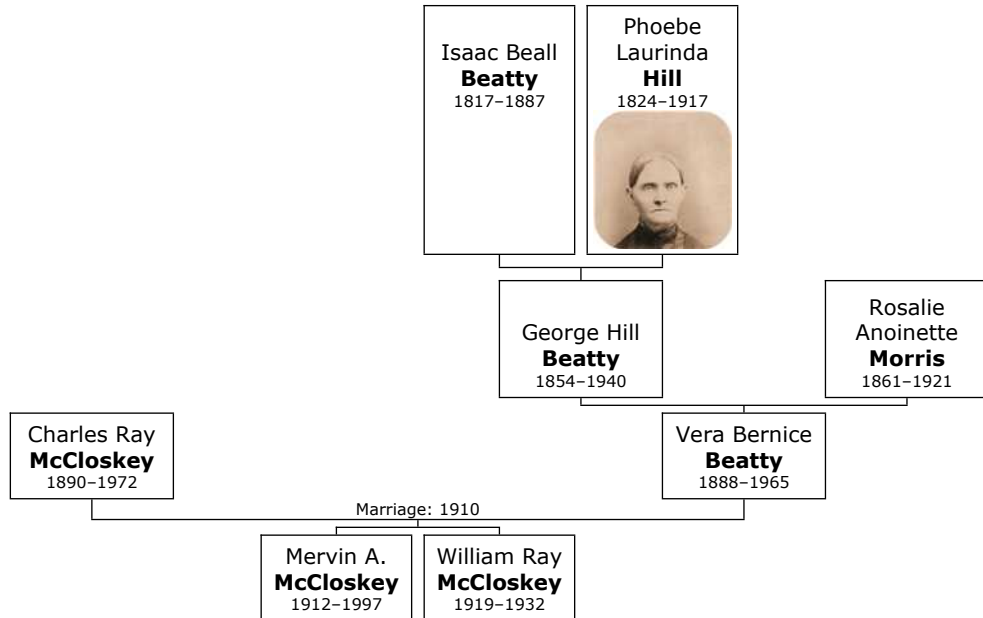 Isaac Beall
Beatty
1817–1887
Phoebe
Laurinda
Hill
1824–1917
George Hill
Beatty
1854–1940
Rosalie
Anoinette
Morris
1861–1921
Charles Ray
McCloskey
1890–1972
Vera Bernice
Beatty
1888–1965
Marriage: 1910
Mervin A.
McCloskey
1912–1997
William Ray
McCloskey
1919–1932